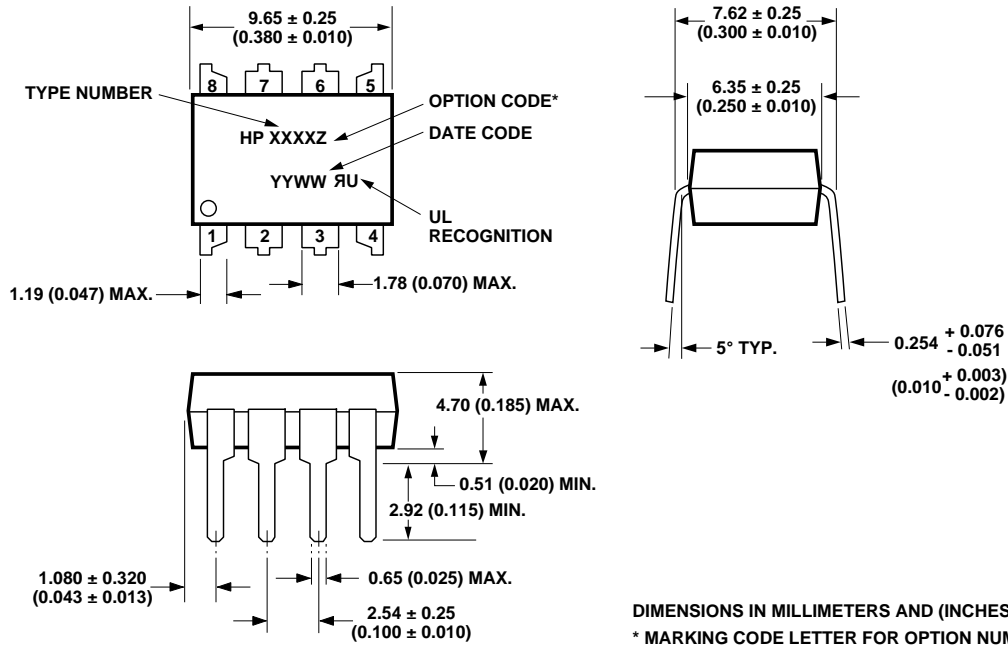 9.65 ± 0.25
(0.380 ± 0.010)
8 7 6 5
TYPE NUMBER
OPTION CODE*
HP XXXXZ
DATE CODE
YYWW ЯU
UL
RECOGNITION
1 2 3 4
1.19 (0.047) MAX.
1.78 (0.070) MAX.
7.62 ± 0.25
(0.300 ± 0.010)
6.35 ± 0.25
(0.250 ± 0.010)
5° TYP.
0.254 + 0.076
- 0.051
(0.010 + 0.003)
- 0.002)
4.70 (0.185) MAX.
0.51 (0.020) MIN.
2.92 (0.115) MIN.
1.080 ± 0.320
(0.043 ± 0.013)
0.65 (0.025) MAX.
2.54 ± 0.25
(0.100 ± 0.010)
DIMENSIONS IN MILLIMETERS AND (INCHES
* MARKING CODE LETTER FOR OPTION NUM